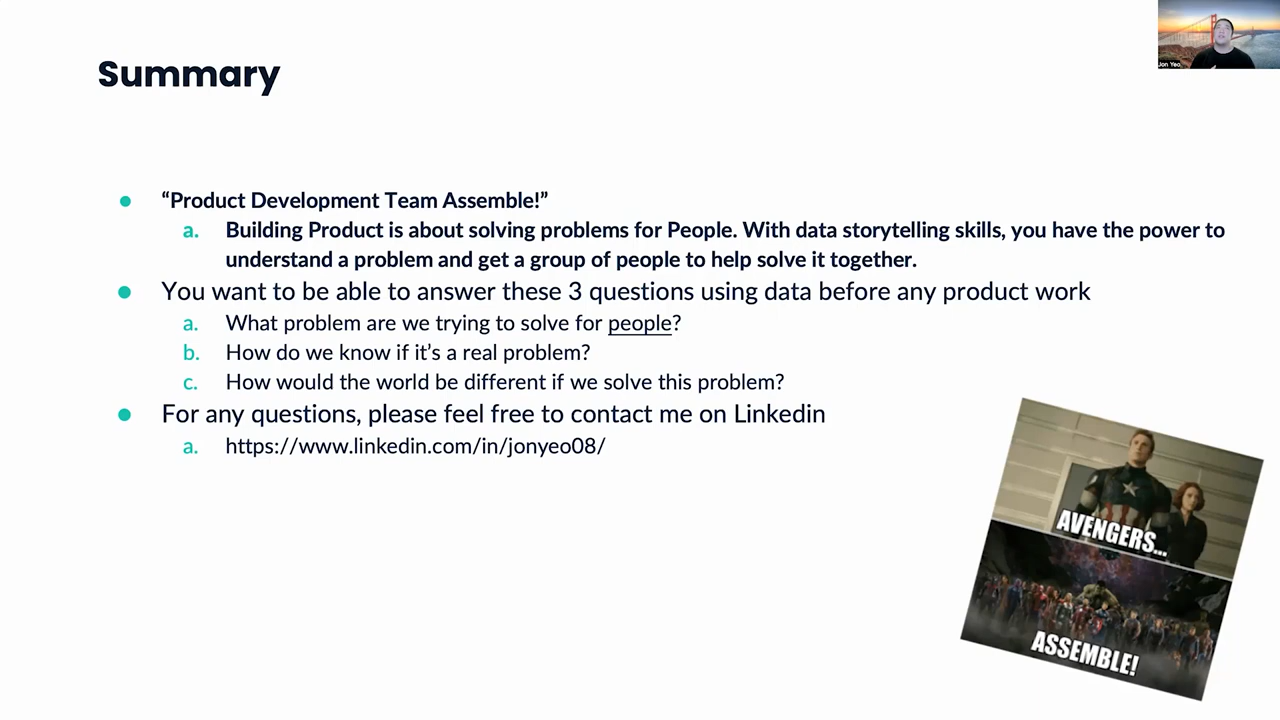 Jon Yeo
Summary
● “Product Development Team Assemble!”
a. Building Product is about solving problems for People. With data storytelling skills, you have the power to
understand a problem and get a group of people to help solve it together.
● You want to be able to answer these 3 questions using data before any product work
a. What problem are we trying to solve for people?
b. How do we know if it’s a real problem?
c. How would the world be different if we solve this problem?
● For any questions, please feel free to contact me on Linkedin
a. https://www.linkedin.com/in/jonyeo08/
AVENGERS...
ASSEMBLE!